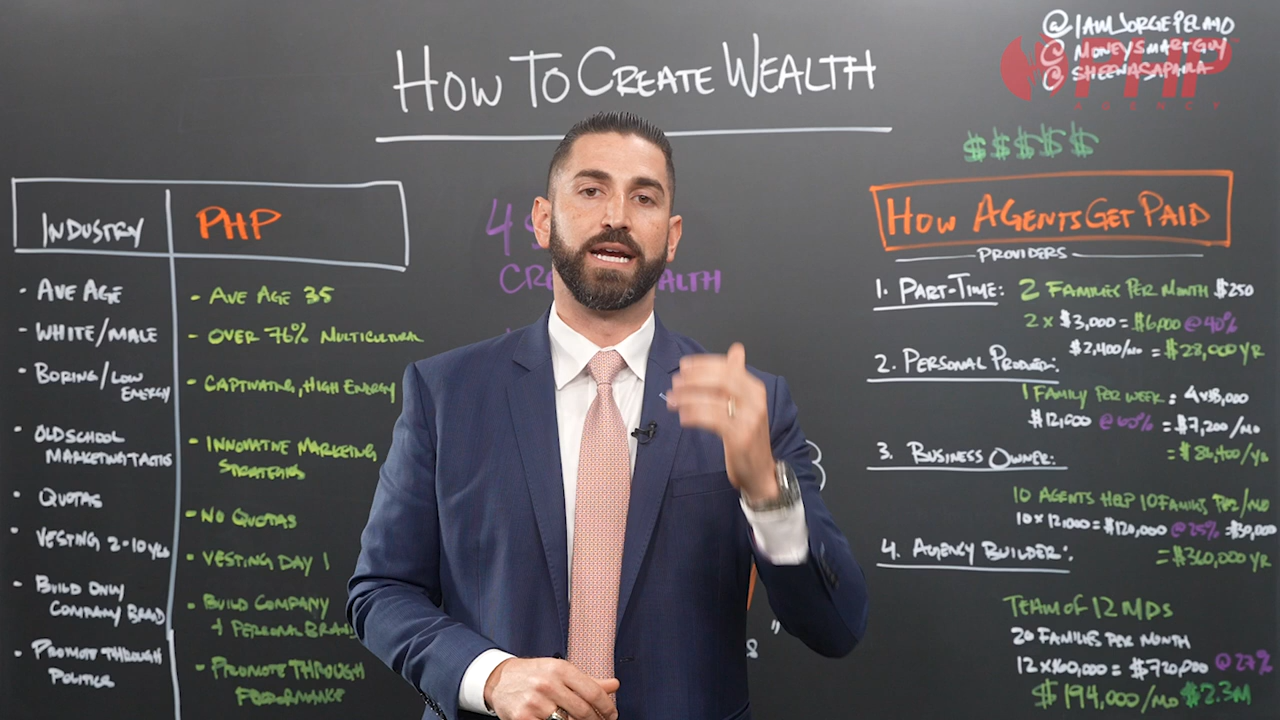 How To Create Wealth
@IAMJORGEPELAYO
@MONEYSMARTGUY
@SHEENASAPARIA
PHP
AGENCY
$$$$$
INDUSTRY
PHP
• AVE AGE
• WHITE/MALE
• BORING/LOW
ENERGY
• OLD SCHOOL
MARKETING TACTICS
• QUOTAS
• VESTING 2-10 YRS
• BUILD ONLY
COMPANY BRAND
• PROMOTE THROUGH
POLITICS
• AVE AGE 35
• OVER 76% MULTICULTURAL
• CAPTIVATING, HIGH ENERGY
• INNOVATIVE MARKETING
STRATEGIES
• NO QUOTAS
• VESTING DAY 1
• BUILD COMPANY
+ PERSONAL BRAND
• PROMOTE THROUGH
PERFORMANCE
4
HOW AGENTS GET PAID
PROVIDERS
1. PART-TIME: 2 FAMILIES PER MONTH $250
2 x $3,000 = $6,000 @40%
$2,400/MO = $28,000 YR
2. PERSONAL PRODUCER:
1 FAMILY PER WEEK: 4x$3,000
$12,000 @60% = $7,200/MO
= $86,400/YR
3. BUSINESS OWNER:
10 AGENTS HELP 10 FAMILIES PER/MO
10 x 12,000 = $120,000 @25% $30,000
= $360,000 YR
4. AGENCY BUILDER:
TEAM OF 12 MDS
20 FAMILIES PER MONTH
12 x $60,000 = $720,000 @27%
$194,000/MO $2.3M